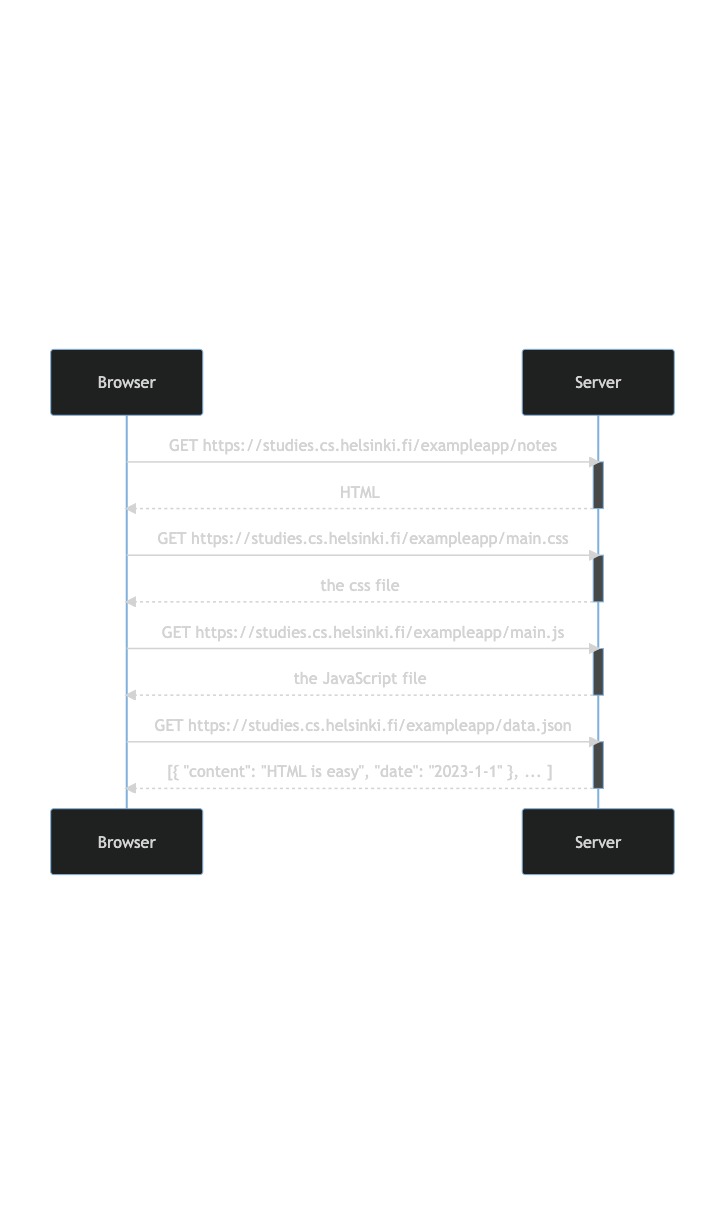 Browser
Server
GET https://studies.cs.helsinki.fi/exampleapp/notes
HTML
GET https://studies.cs.helsinki.fi/exampleapp/main.css
the css file
GET https://studies.cs.helsinki.fi/exampleapp/main.js
the JavaScript file
GET https://studies.cs.helsinki.fi/exampleapp/data.json
[{ "content": "HTML is easy", "date": "2023-1-1" }, ... ]
Browser
Server